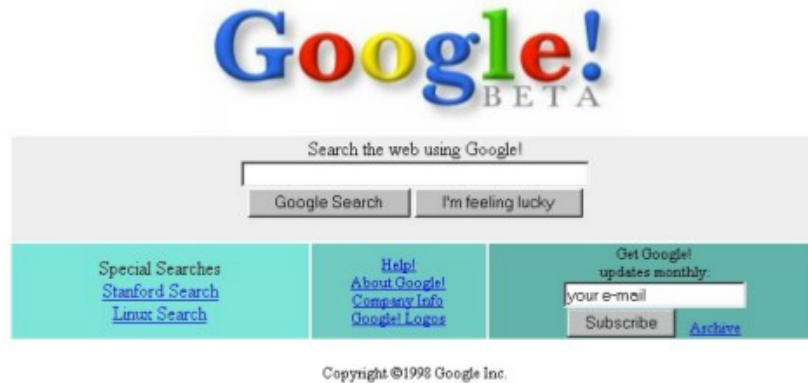 Google!
BETA
Search the web using Google!
Google Search I'm feeling lucky
Special Searches
Stanford Search
Linux Search
Help!
About Google!
Company Info
Google! Logos
Get Google!
updates monthly:
your e-mail
Subscribe Archive
Copyright ©1998 Google Inc.